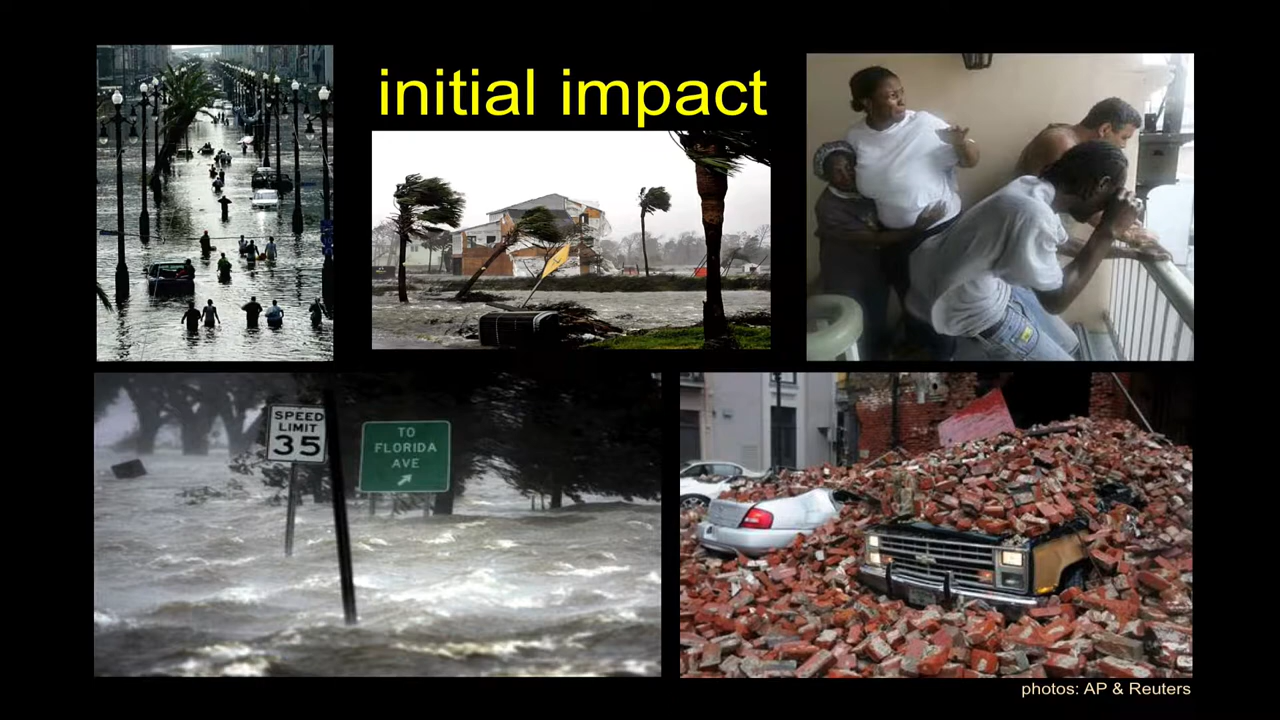 initial impact
SPEED
LIMIT
35
TO
FLORIDA
AVE
photos: AP & Reuters